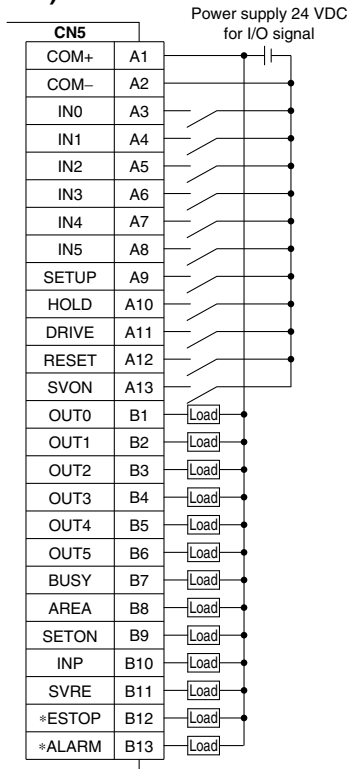 Power supply 24 VDC
for I/O signal
CN5
COM+ A1
COM− A2
IN0 A3
IN1 A4
IN2 A5
IN3 A6
IN4 A7
IN5 A8
SETUP A9
HOLD A10
DRIVE A11
RESET A12
SVON A13
OUT0 B1 Load
OUT1 B2 Load
OUT2 B3 Load
OUT3 B4 Load
OUT4 B5 Load
OUT5 B6 Load
BUSY B7 Load
AREA B8 Load
SETON B9 Load
INP B10 Load
SVRE B11 Load
∗ESTOP B12 Load
∗ALARM B13 Load